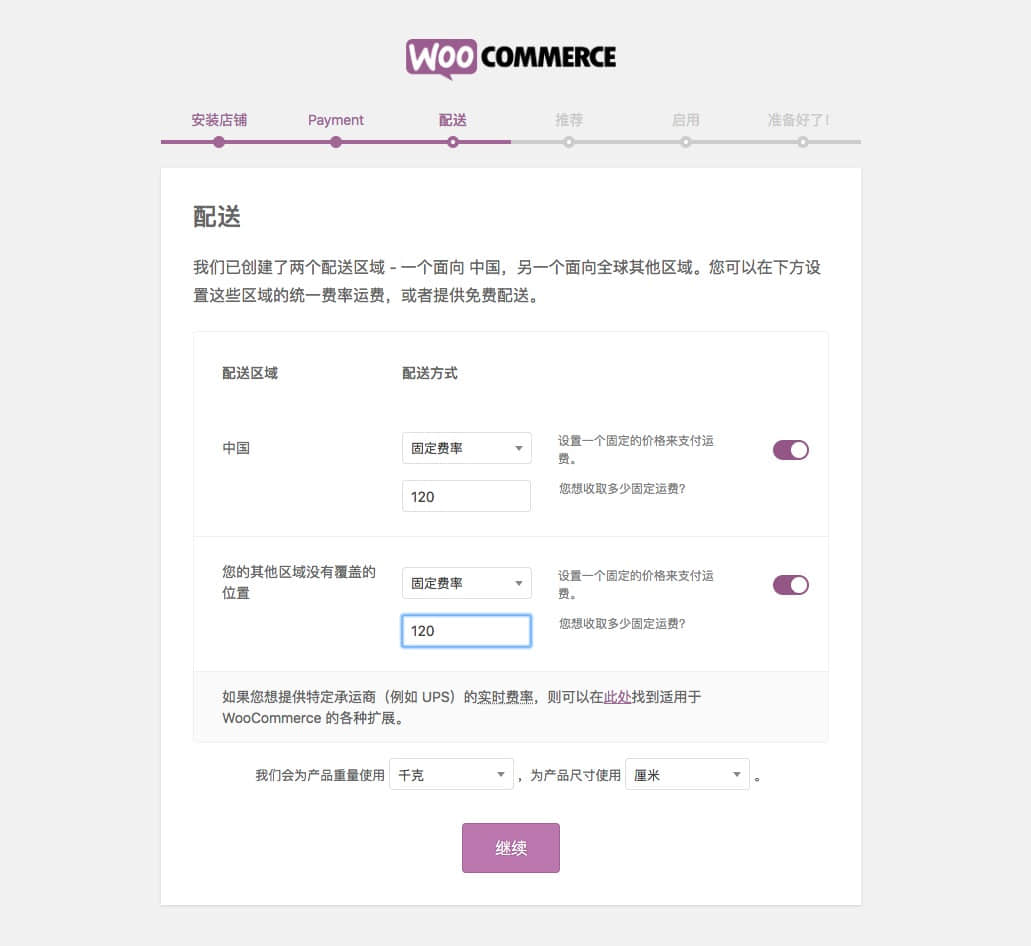 WOO COMMERCE
安装店铺 Payment 配送 推荐 启用 准备好了!
配送
我们已创建了两个配送区域 - 一个面向 中国，另一个面向全球其他区域。您可以在下方设
置这些区域的统一费率运费，或者提供免费配送。
配送区域 配送方式
中国 固定费率 设置一个固定的价格来支付运
费。
120 您想收取多少固定运费?
您的其他区域没有覆盖的
位置
固定费率 设置一个固定的价格来支付运
费。
120 您想收取多少固定运费?
如果您想提供特定承运商（例如 UPS）的实时费率，则可以在此处找到适用于
WooCommerce 的各种扩展。
我们会为产品重量使用 千克 ，为产品尺寸使用 厘米 。
继续